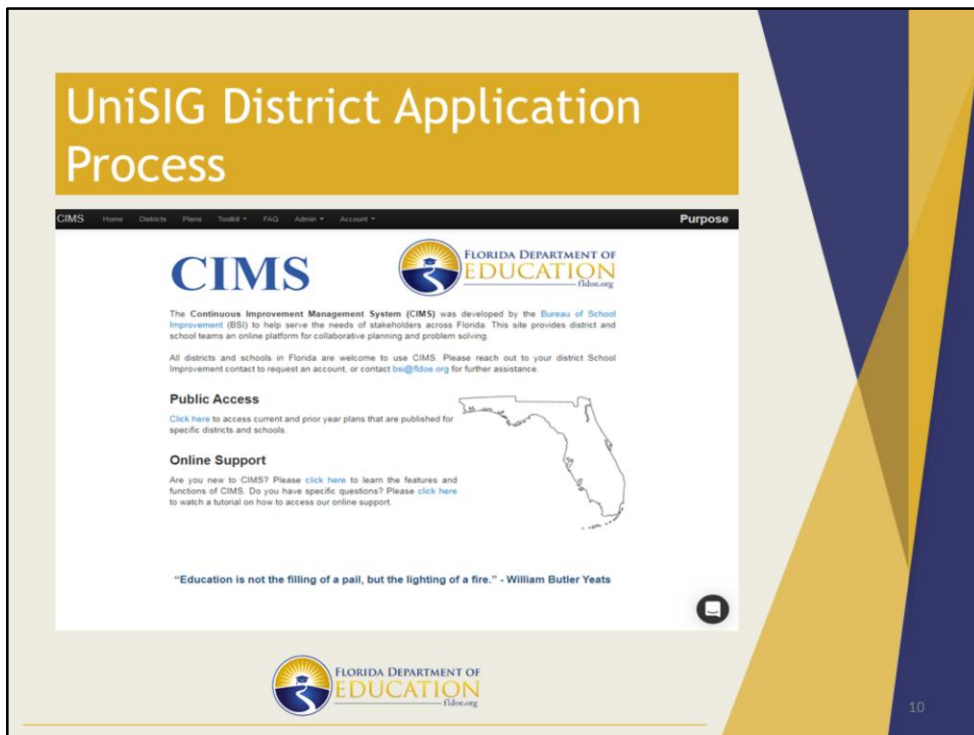 UniSIG District Application
Process
CIMS Home Districts Plans Toolkit FAQ Admin Account Purpose
CIMS
FLORIDA DEPARTMENT OF
EDUCATION
fldoe.org
The Continuous Improvement Management System (CIMS) was developed by the Bureau of School
Improvement (BSI) to help serve the needs of stakeholders across Florida. This site provides district and
school teams an online platform for collaborative planning and problem solving.
All districts and schools in Florida are welcome to use CIMS. Please reach out to your district School
Improvement contact to request an account, or contact bsi@fldoe.org for further assistance.
Public Access
Click here to access current and prior year plans that are published for
specific districts and schools.
Online Support
Are you new to CIMS? Please click here to learn the features and
functions of CIMS. Do you have specific questions? Please click here
to watch a tutorial on how to access our online support.
“Education is not the filling of a pail, but the lighting of a fire.” - William Butler Yeats
FLORIDA DEPARTMENT OF
EDUCATION
fldoe.org
10